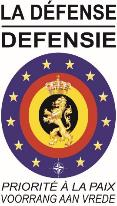 LA DÉFENSE
DEFENSIE
PRIORITÉ À LA PAIX
VOORRANG AAN VREDE